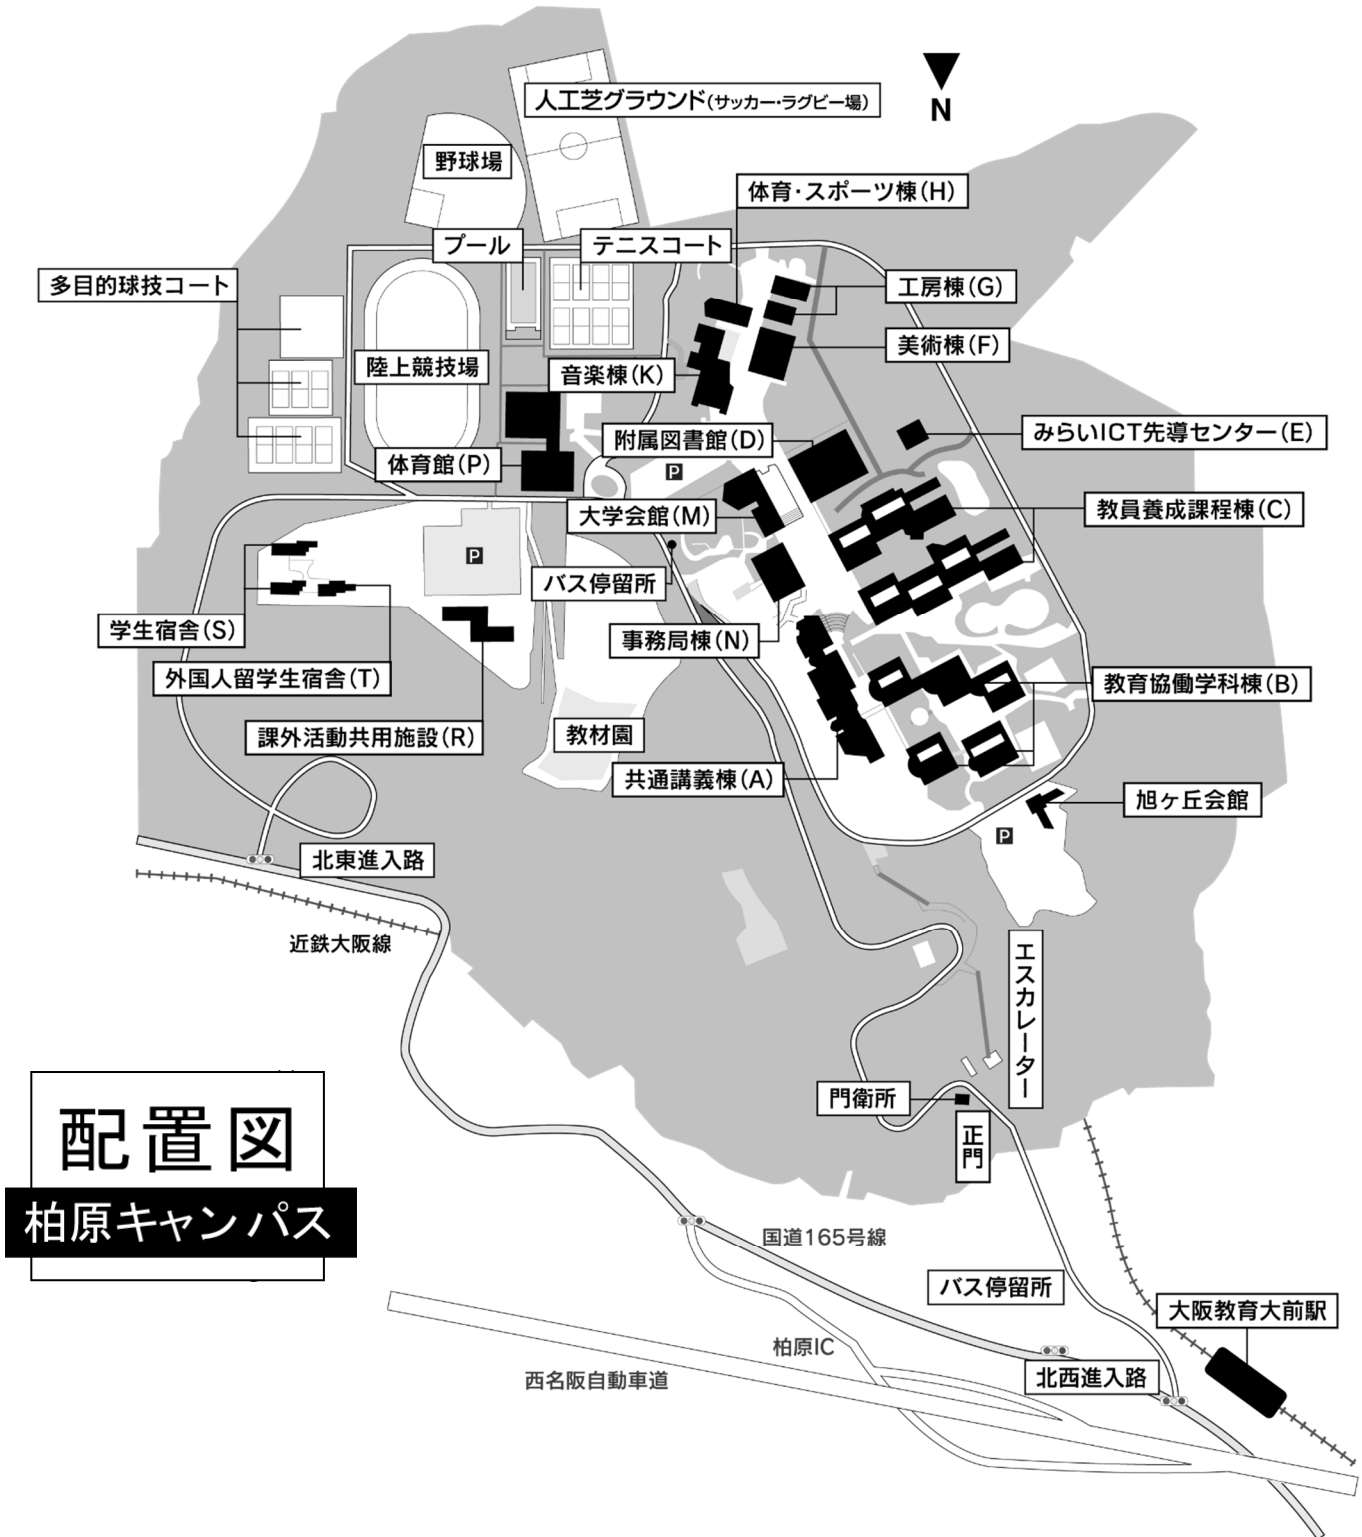 人工芝グラウンド(サッカー・ラグビー場)
N
野球場
体育・スポーツ棟(H)
プール
テニスコート
多目的球技コート
工房棟(G)
美術棟(F)
陸上競技場
音楽棟(K)
附属図書館(D)
みらいICT先導センター(E)
体育館(P)
P
大学会館(M)
教員養成課程棟(C)
P
バス停留所
学生宿舎(S)
事務局棟(N)
外国人留学生宿舎(T)
教育協働学科棟(B)
課外活動共用施設(R)
教材園
共通講義棟(A)
旭ヶ丘会館
P
北東進入路
近鉄大阪線
エスカレーター
門衛所
正門
配置図
柏原キャンパス
国道165号線
バス停留所
大阪教育大前駅
柏原IC
西名阪自動車道
北西進入路